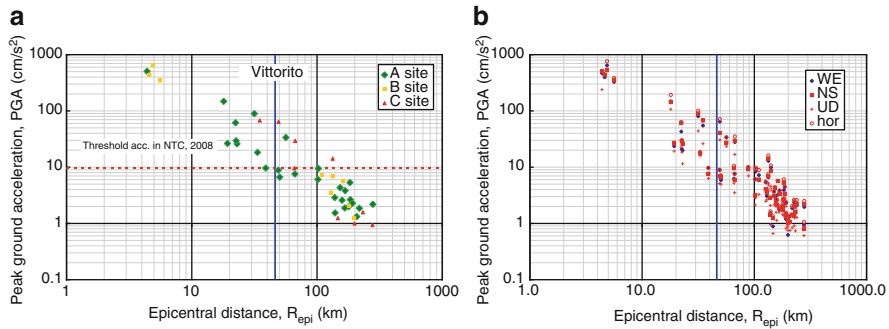 a
Peak ground acceleration, PGA (cm/s²)
1000
100
10
1
0.1
1
10
100
1000
Epicentral distance, R_epi (km)
Vittorito
Threshold acc. in NTC, 2008
A site
B site
C site
b
Peak ground acceleration, PGA (cm/s²)
1000
100
10
1
0.1
1.0
10.0
100.0
1000.0
Epicentral distance, R_epi (km)
WE
NS
UD
hor